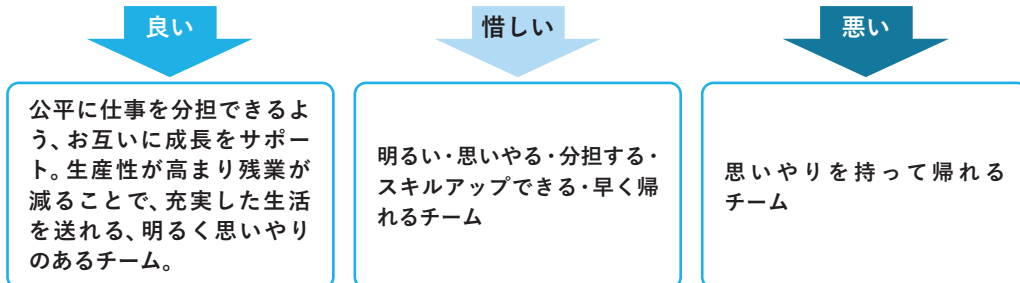 良い
惜しい
悪い
公平に仕事を分担できるよ
う、お互いに成長をサポー
ト。生産性が高まり残業が
減ることで、充実した生活
を送れる、明るく思いやり
のあるチーム。
明るい・思いやる・分担する・
スキルアップできる・早く帰
れるチーム
思いやりを持って帰れる
チーム